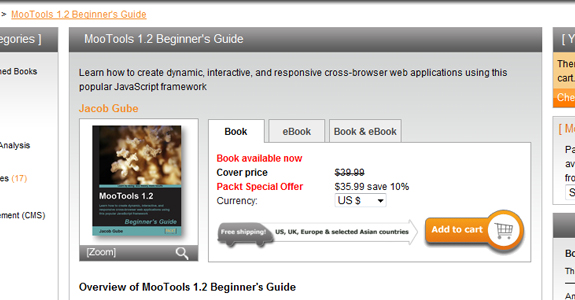 > MooTools 1.2 Beginner's Guide
egories ]
MooTools 1.2 Beginner's Guide
[ Y
ned Books
Learn how to create dynamic, interactive, and responsive cross-browser web applications using this
popular JavaScript framework
Ther
cart.
Che
Jacob Gube
Book
eBook
Book & eBook
[ Mo
Analysis
es (17)
ement (CMS)
Pa
av
fro
S
MooTools 1.2
Beginner's Guide
Jacob Gube
[Zoom]
Book available now
Cover price $39.99
Packt Special Offer $35.99 save 10%
Currency: US $
Free shipping!
US, UK, Europe & selected Asian countries
Add to cart
Bo
An
Overview of MooTools 1.2 Beginner's Guide